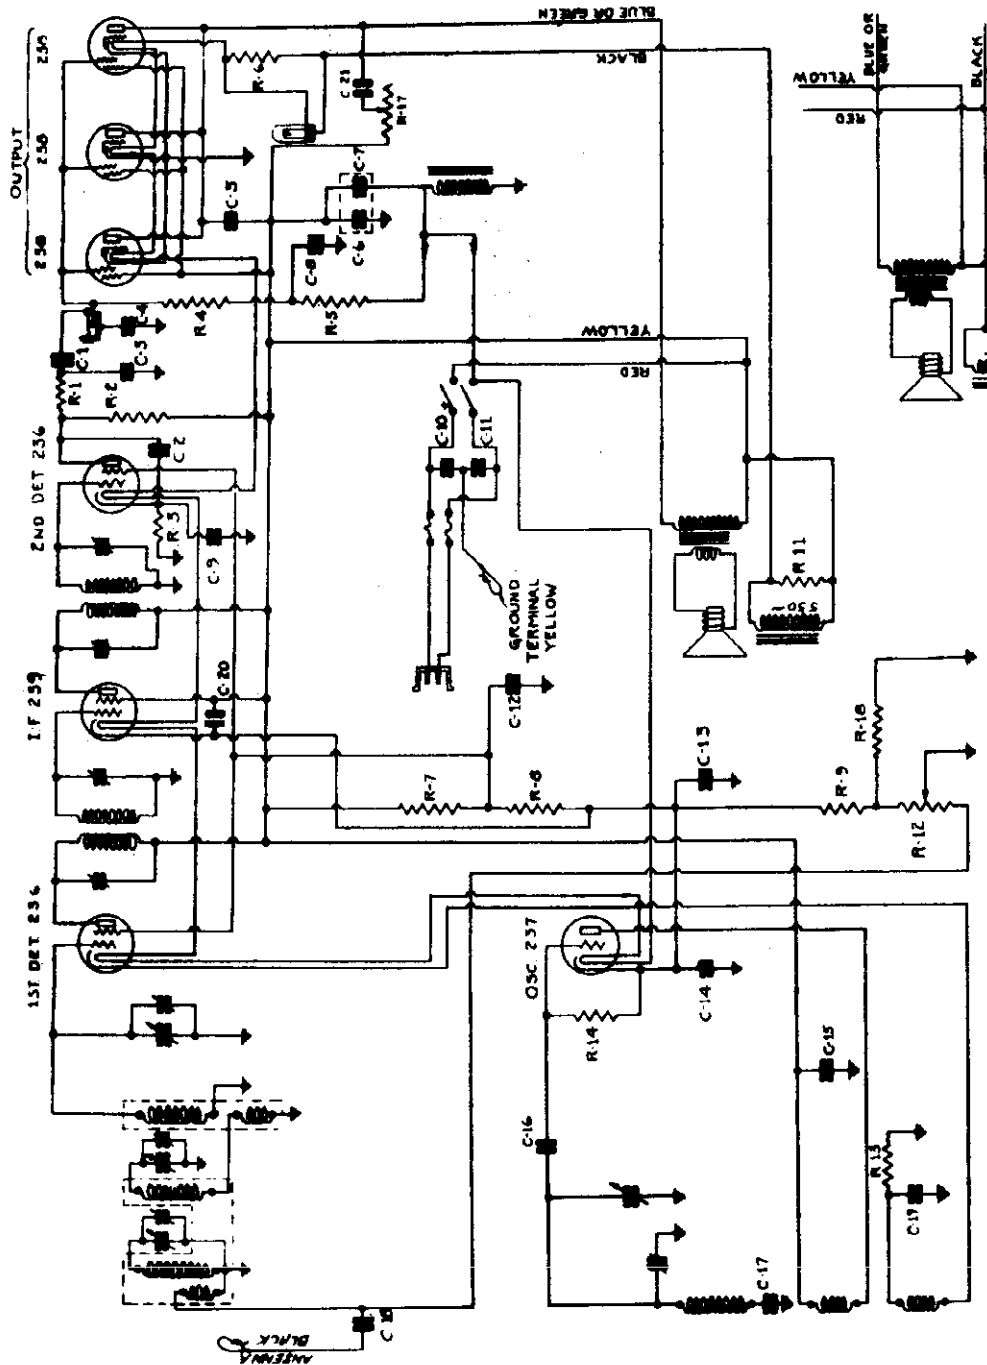 ANTENNA
BLACK
C-18
1ST DET. 236
I.F 239
2ND DET 236
OUTPUT
238
238
238
R-1
C-1
R-2
C-3
C-4
C-2
R-3
C-9
C-20
R-4
R-5
C-8
C-6
C-7
C-5
R-6
C-21
R-17
BLUE OR GREEN
BLACK
YELLOW
RED
C-10
C-11
GROUND
TERMINAL
YELLOW
C-12
R-7
R-8
C-13
R-9
R-18
R-12
R11
OSC. 237
R-14
C-14
C-16
C-15
C-17
R13
C-19
YELLOW
RED
BLUE OR
GREEN
BLACK